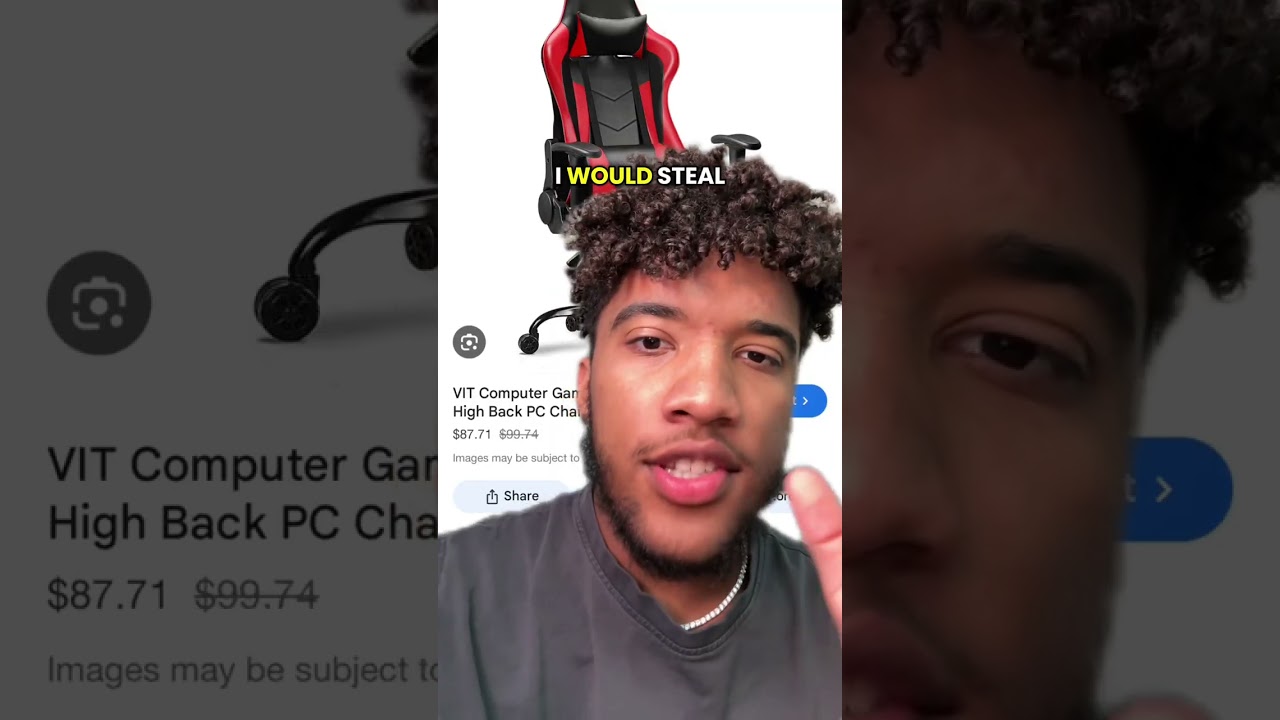 I WOULD STEAL
VIT Computer Gam
High Back PC Chai
$87.71 $99.74
Images may be subject to
Share
VIT Computer Gar
High Back PC Cha
$87.71 $99.74
Images may be subject to
t